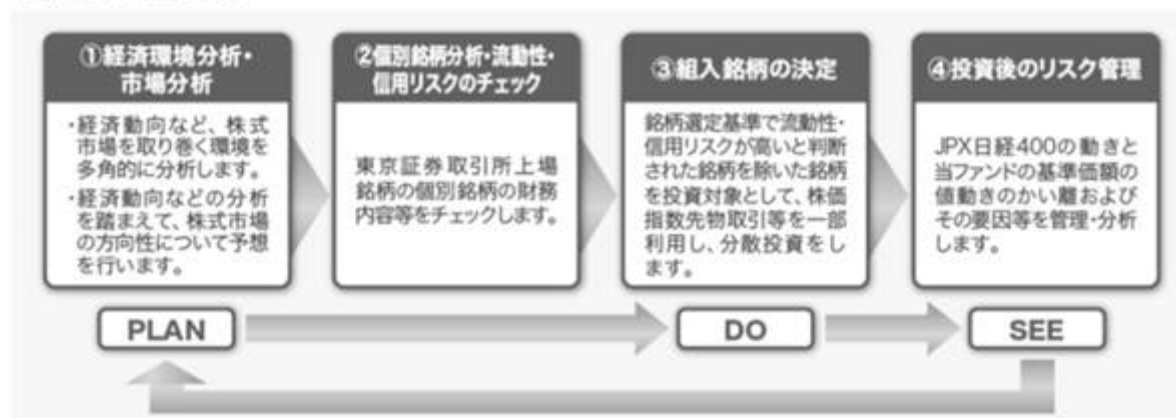 ①経済環境分析・
市場分析
・経済動向など、株式
市場を取り巻く環境を
多角的に分析します。
・経済動向などの分析
を踏まえて、株式市場
の方向性について予想
を行います。
②個別銘柄分析・流動性・
信用リスクのチェック
東京証券取引所上場
銘柄の個別銘柄の財務
内容等をチェックします。
③組入銘柄の決定
銘柄選定基準で流動性・
信用リスクが高いと判断
された銘柄を除いた銘柄
を投資対象として、株価
指数先物取引等を一部
利用し、分散投資をし
ます。
④投資後のリスク管理
JPX日経400の動きと
当ファンドの基準価額の
値動きのかい離および
その要因等を管理・分析
します。
PLAN
DO
SEE